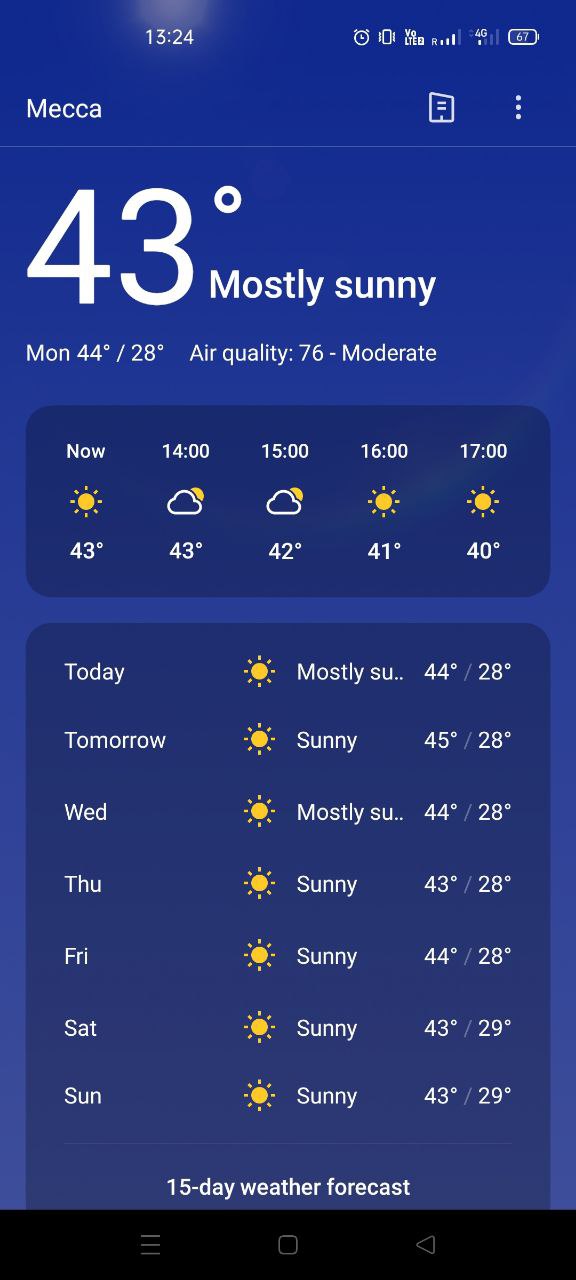 13:24 Vo LTE2 R 4G 67
Mecca
43°
Mostly sunny
Mon 44° / 28° Air quality: 76 - Moderate
Now 14:00 15:00 16:00 17:00
43° 43° 42° 41° 40°
Today Mostly su.. 44° / 28°
Tomorrow Sunny 45° / 28°
Wed Mostly su.. 44° / 28°
Thu Sunny 43° / 28°
Fri Sunny 44° / 28°
Sat Sunny 43° / 29°
Sun Sunny 43° / 29°
15-day weather forecast